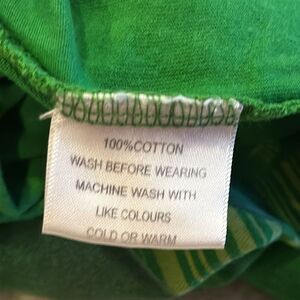 100%COTTON
WASH BEFORE WEARING
MACHINE WASH WITH
LIKE COLOURS
COLD OR WARM